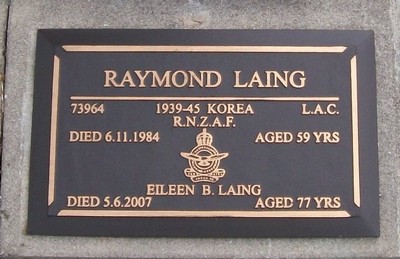 RAYMOND LAING
73964 1939-45 KOREA L.A.C.
R.N.Z.A.F.
DIED 6.11.1984 AGED 59 YRS
EILEEN B. LAING
DIED 5.6.2007 AGED 77 YRS